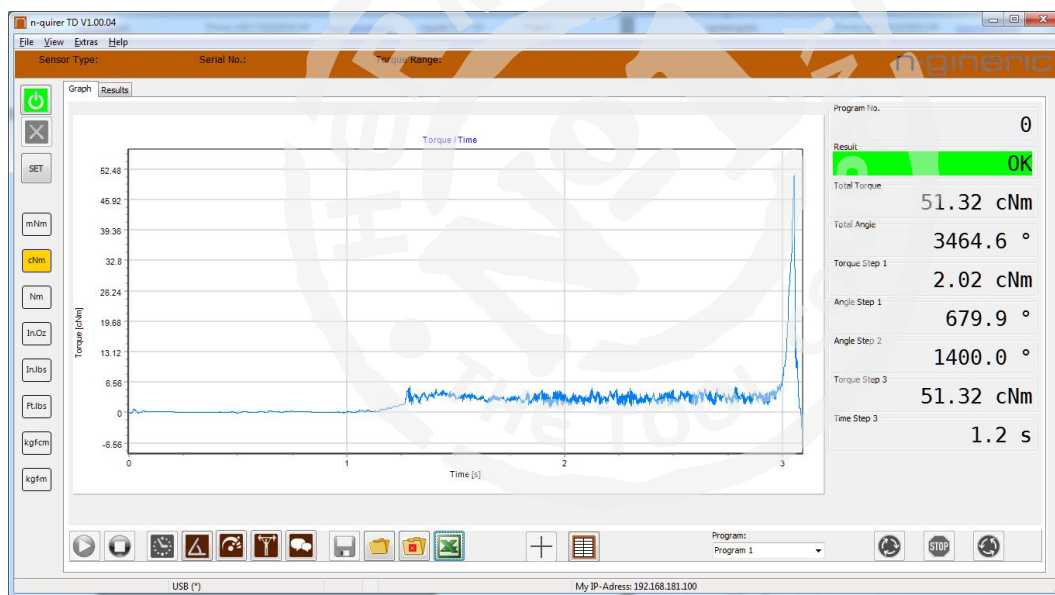 n-quirer TD V1.00.04
File View Extras Help
Sensor Type: Serial No.: Torque Range:
n-gineric
Graph Results
SET
mNm
cNm
Nm
In.Oz
In.lbs
Ft.lbs
kgfcm
kgfm
Torque / Time
52.48
45.92
39.36
32.8
26.24
19.68
13.12
6.56
0
-6.56
Torque [cNm]
0 1 2 3
Time [s]
Program No.
0
Result
OK
Total Torque
51.32 cNm
Total Angle
3464.6 °
Torque Step 1
2.02 cNm
Angle Step 1
679.9 °
Angle Step 2
1400.0 °
Torque Step 3
51.32 cNm
Time Step 3
1.2 s
Program:
Program 1
STOP
USB (*) My IP-Adress: 192.168.181.100